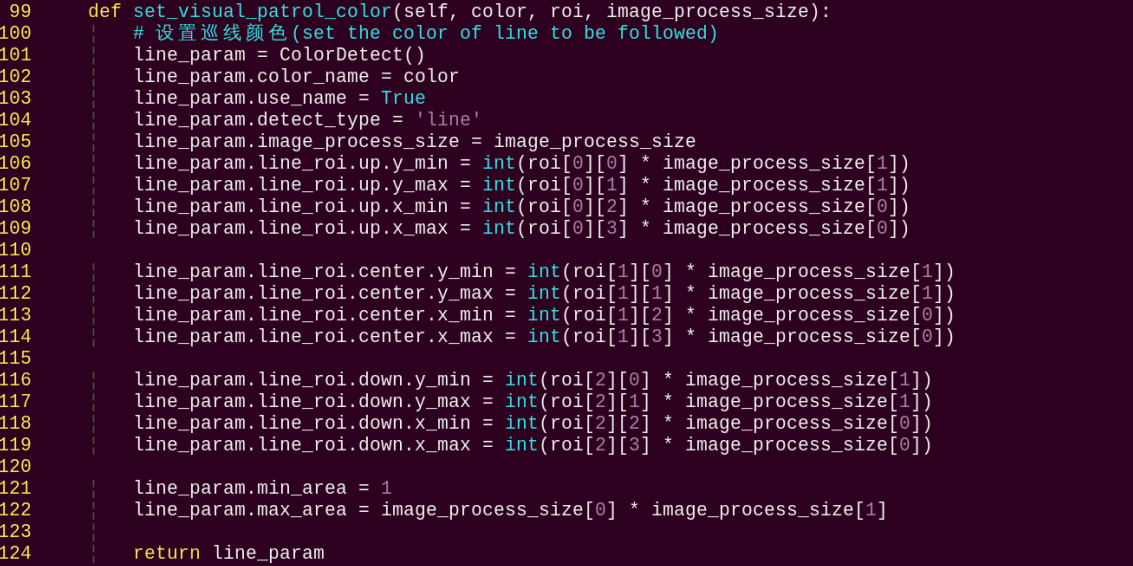 99     def set_visual_patrol_color(self, color, roi, image_process_size):
100         # 设置巡线颜色(set the color of line to be followed)
101         line_param = ColorDetect()
102         line_param.color_name = color
103         line_param.use_name = True
104         line_param.detect_type = 'line'
105         line_param.image_process_size = image_process_size
106         line_param.line_roi.up.y_min = int(roi[0][0] * image_process_size[1])
107         line_param.line_roi.up.y_max = int(roi[0][1] * image_process_size[1])
108         line_param.line_roi.up.x_min = int(roi[0][2] * image_process_size[0])
109         line_param.line_roi.up.x_max = int(roi[0][3] * image_process_size[0])
110
111         line_param.line_roi.center.y_min = int(roi[1][0] * image_process_size[1])
112         line_param.line_roi.center.y_max = int(roi[1][1] * image_process_size[1])
113         line_param.line_roi.center.x_min = int(roi[1][2] * image_process_size[0])
114         line_param.line_roi.center.x_max = int(roi[1][3] * image_process_size[0])
115
116         line_param.line_roi.down.y_min = int(roi[2][0] * image_process_size[1])
117         line_param.line_roi.down.y_max = int(roi[2][1] * image_process_size[1])
118         line_param.line_roi.down.x_min = int(roi[2][2] * image_process_size[0])
119         line_param.line_roi.down.x_max = int(roi[2][3] * image_process_size[0])
120
121         line_param.min_area = 1
122         line_param.max_area = image_process_size[0] * image_process_size[1]
123
124         return line_param